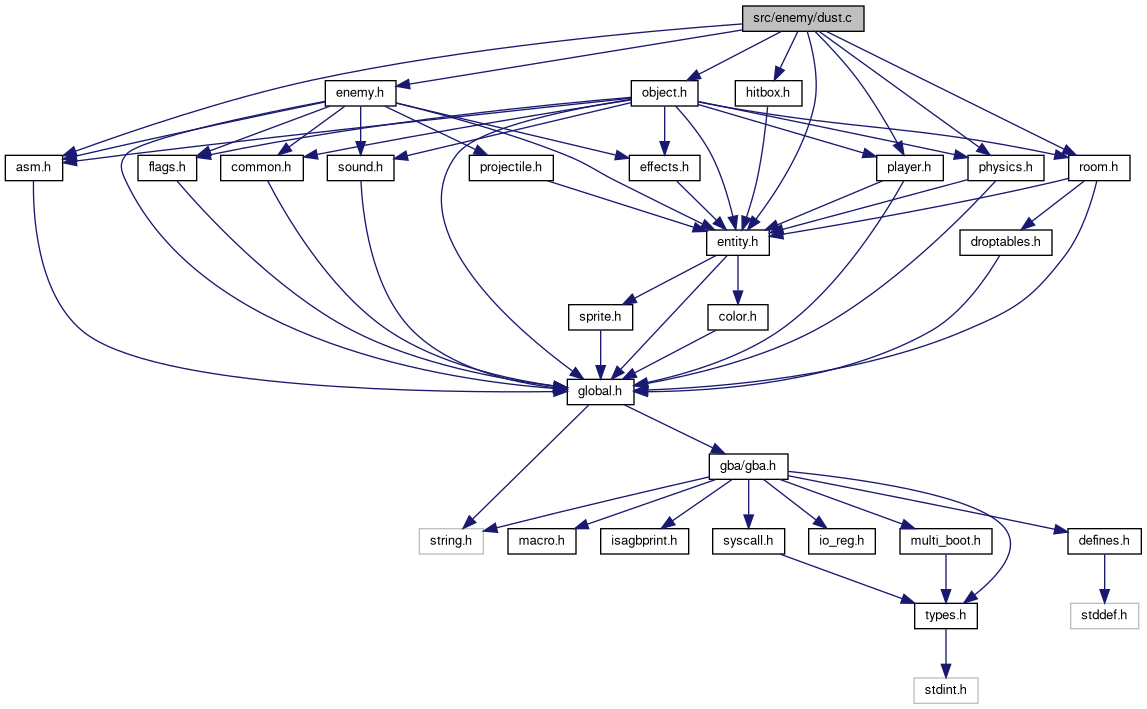 src/enemy/dust.c
enemy.h
object.h
hitbox.h
asm.h
flags.h
common.h
sound.h
projectile.h
effects.h
player.h
physics.h
room.h
entity.h
droptables.h
sprite.h
color.h
global.h
gba/gba.h
string.h
macro.h
isagbprint.h
syscall.h
io_reg.h
multi_boot.h
defines.h
types.h
stddef.h
stdint.h